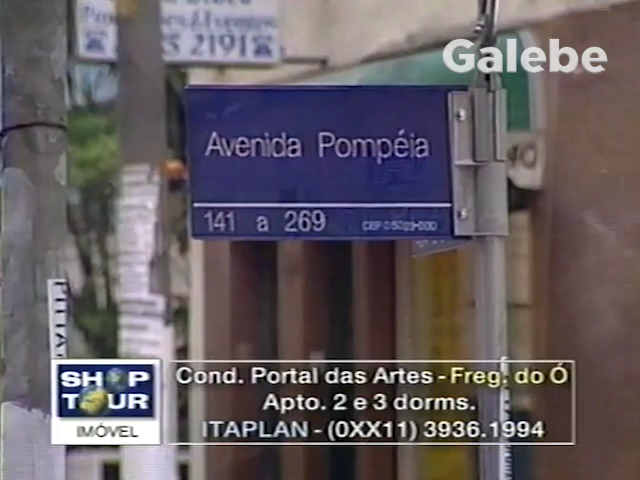 2191
Galebe
Avenida Pompéia
141 a 269
SHOP
TOUR
IMÓVEL
Cond. Portal das Artes - Freg. do Ó
Apto. 2 e 3 dorms.
ITAPLAN - (0XX11) 3936.1994